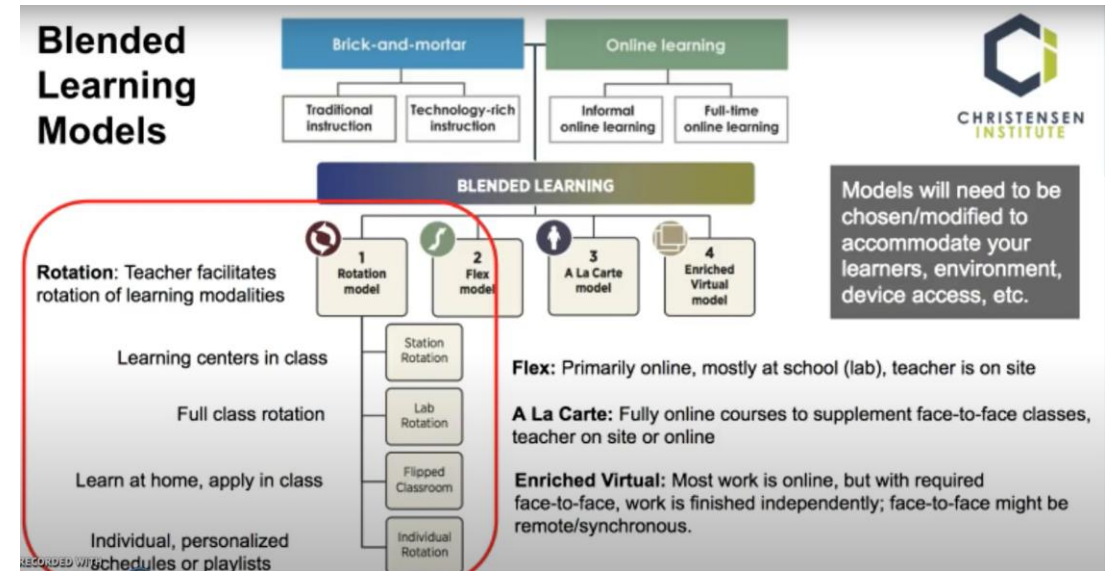 Blended
Learning
Models
Brick-and-mortar
Online learning
Traditional
instruction
Technology-rich
instruction
Informal
online learning
Full-time
online learning
CHRISTENSEN
INSTITUTE
BLENDED LEARNING
Models will need to be
chosen/modified to
accommodate your
learners, environment,
device access, etc.
1
Rotation
model
2
Flex
model
3
A La Carte
model
4
Enriched
Virtual
model
Rotation: Teacher facilitates
rotation of learning modalities
Learning centers in class
Station
Rotation
Full class rotation
Lab
Rotation
Learn at home, apply in class
Flipped
Classroom
Individual, personalized
schedules or playlists
Individual
Rotation
Flex: Primarily online, mostly at school (lab), teacher is on site
A La Carte: Fully online courses to supplement face-to-face classes,
teacher on site or online
Enriched Virtual: Most work is online, but with required
face-to-face, work is finished independently; face-to-face might be
remote/synchronous.
RECORDED WITH